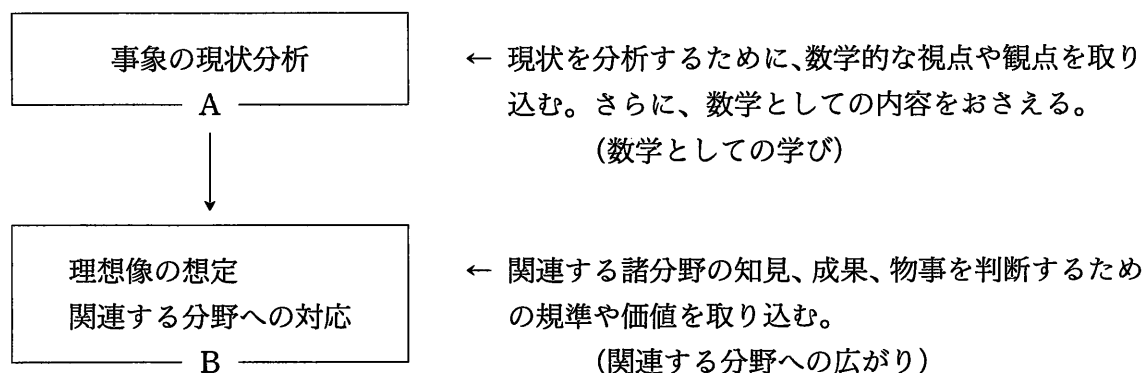 事象の現状分析
A
← 現状を分析するために、数学的な視点や観点を取り
込む。さらに、数学としての内容をおさえる。
(数学としての学び)
理想像の想定
関連する分野への対応
B
← 関連する諸分野の知見、成果、物事を判断するため
の規準や価値を取り込む。
(関連する分野への広がり)